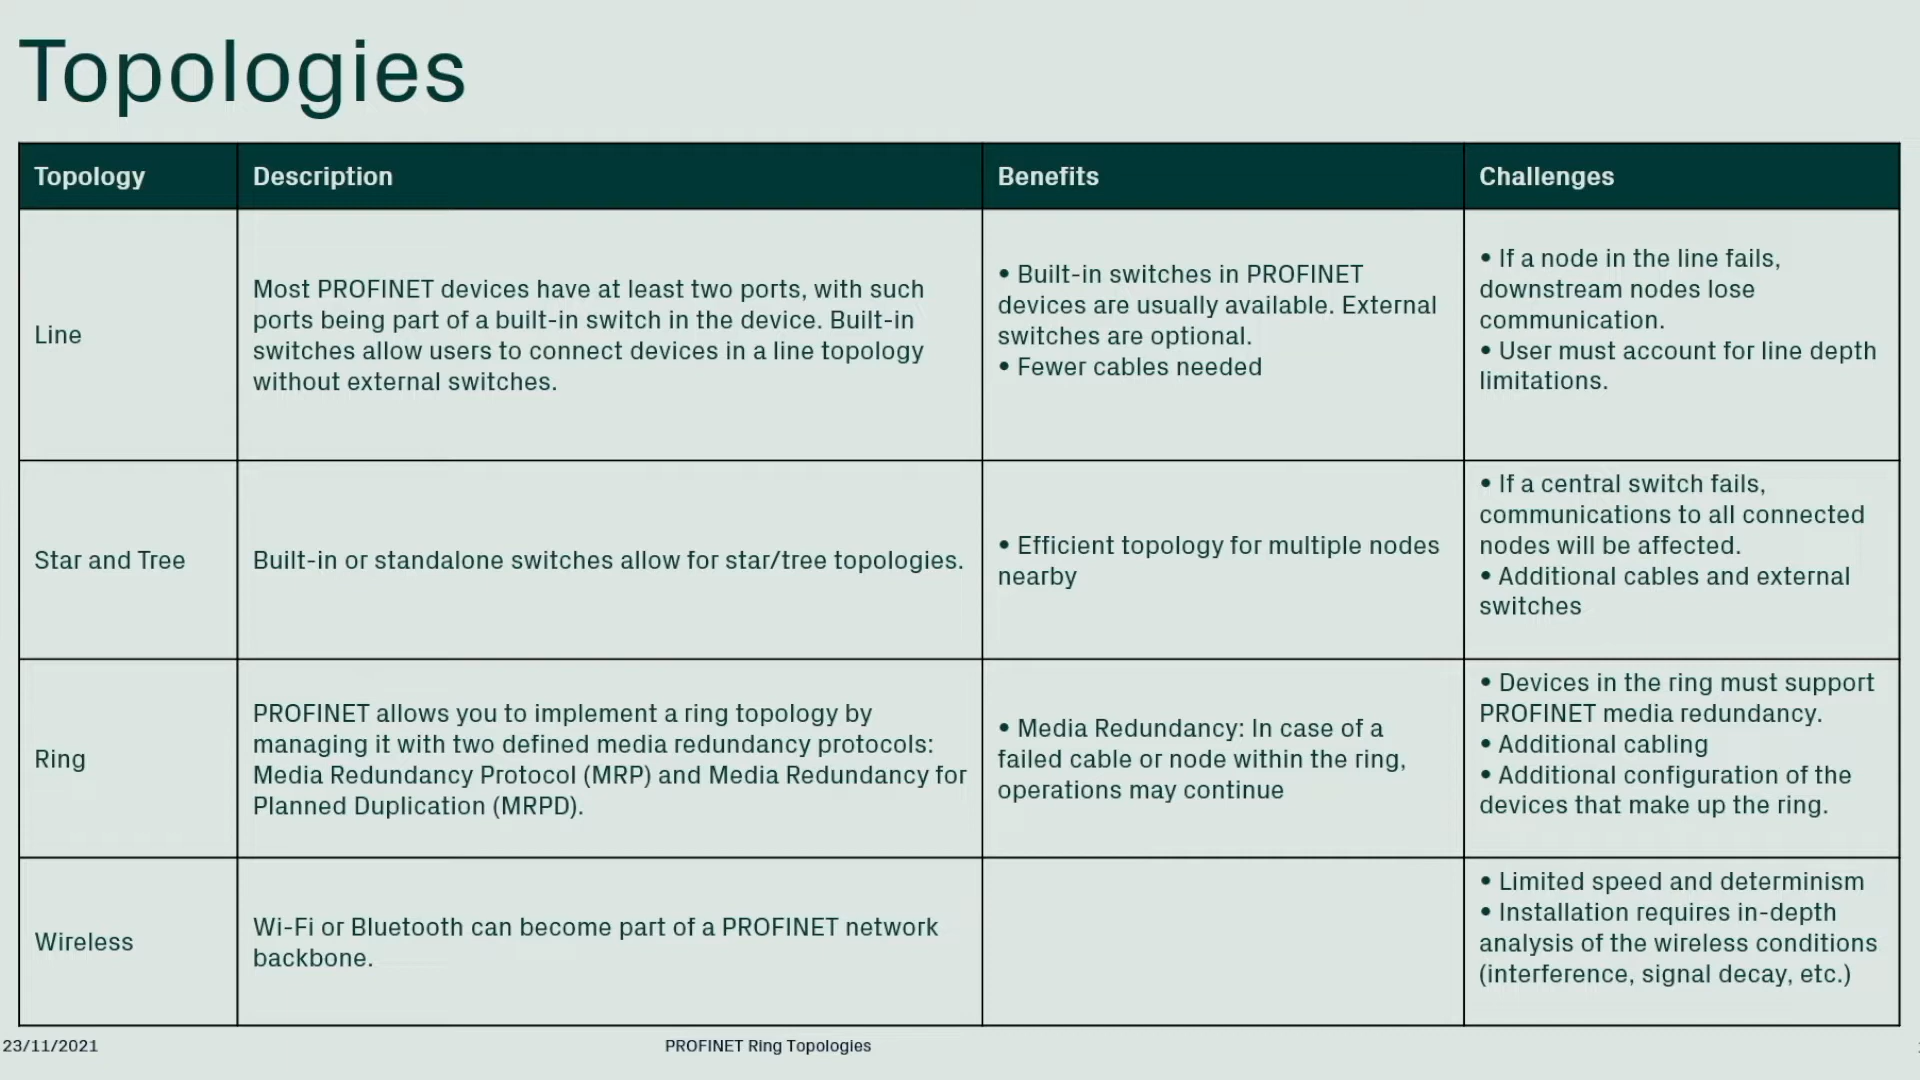 Topologies
Topology
Description
Benefits
Challenges
Line
Most PROFINET devices have at least two ports, with such
ports being part of a built-in switch in the device. Built-in
switches allow users to connect devices in a line topology
without external switches.
• Built-in switches in PROFINET
devices are usually available. External
switches are optional.
• Fewer cables needed
• If a node in the line fails,
downstream nodes lose
communication.
• User must account for line depth
limitations.
Star and Tree
Built-in or standalone switches allow for star/tree topologies.
• Efficient topology for multiple nodes
nearby
• If a central switch fails,
communications to all connected
nodes will be affected.
• Additional cables and external
switches
Ring
PROFINET allows you to implement a ring topology by
managing it with two defined media redundancy protocols:
Media Redundancy Protocol (MRP) and Media Redundancy for
Planned Duplication (MRPD).
• Media Redundancy: In case of a
failed cable or node within the ring,
operations may continue
• Devices in the ring must support
PROFINET media redundancy.
• Additional cabling
• Additional configuration of the
devices that make up the ring.
Wireless
Wi-Fi or Bluetooth can become part of a PROFINET network
backbone.
• Limited speed and determinism
• Installation requires in-depth
analysis of the wireless conditions
(interference, signal decay, etc.)
23/11/2021
PROFINET Ring Topologies